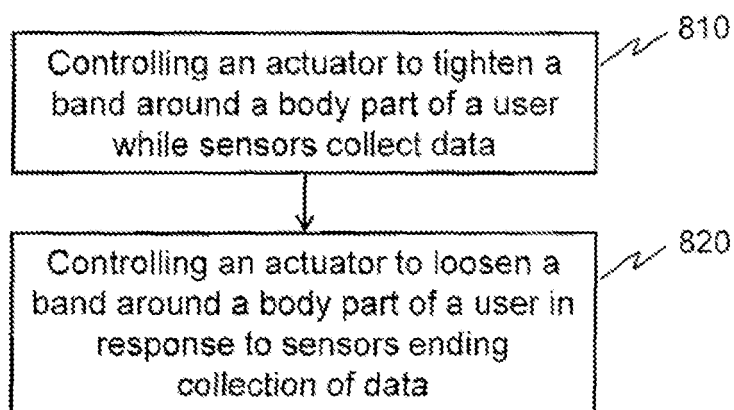 810
Controlling an actuator to tighten a
band around a body part of a user
while sensors collect data
820
Controlling an actuator to loosen a
band around a body part of a user in
response to sensors ending
collection of data